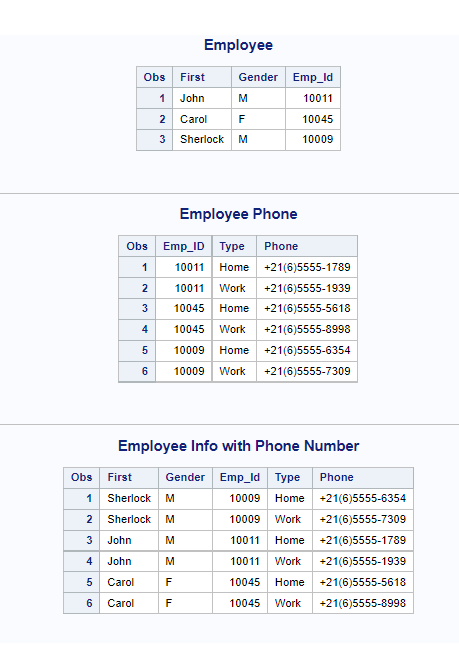 Employee
Obs First Gender Emp_Id
1 John M 10011
2 Carol F 10045
3 Sherlock M 10009
Employee Phone
Obs Emp_ID Type Phone
1 10011 Home +21(6)5555-1789
2 10011 Work +21(6)5555-1939
3 10045 Home +21(6)5555-5618
4 10045 Work +21(6)5555-8998
5 10009 Home +21(6)5555-6354
6 10009 Work +21(6)5555-7309
Employee Info with Phone Number
Obs First Gender Emp_Id Type Phone
1 Sherlock M 10009 Home +21(6)5555-6354
2 Sherlock M 10009 Work +21(6)5555-7309
3 John M 10011 Home +21(6)5555-1789
4 John M 10011 Work +21(6)5555-1939
5 Carol F 10045 Home +21(6)5555-5618
6 Carol F 10045 Work +21(6)5555-8998